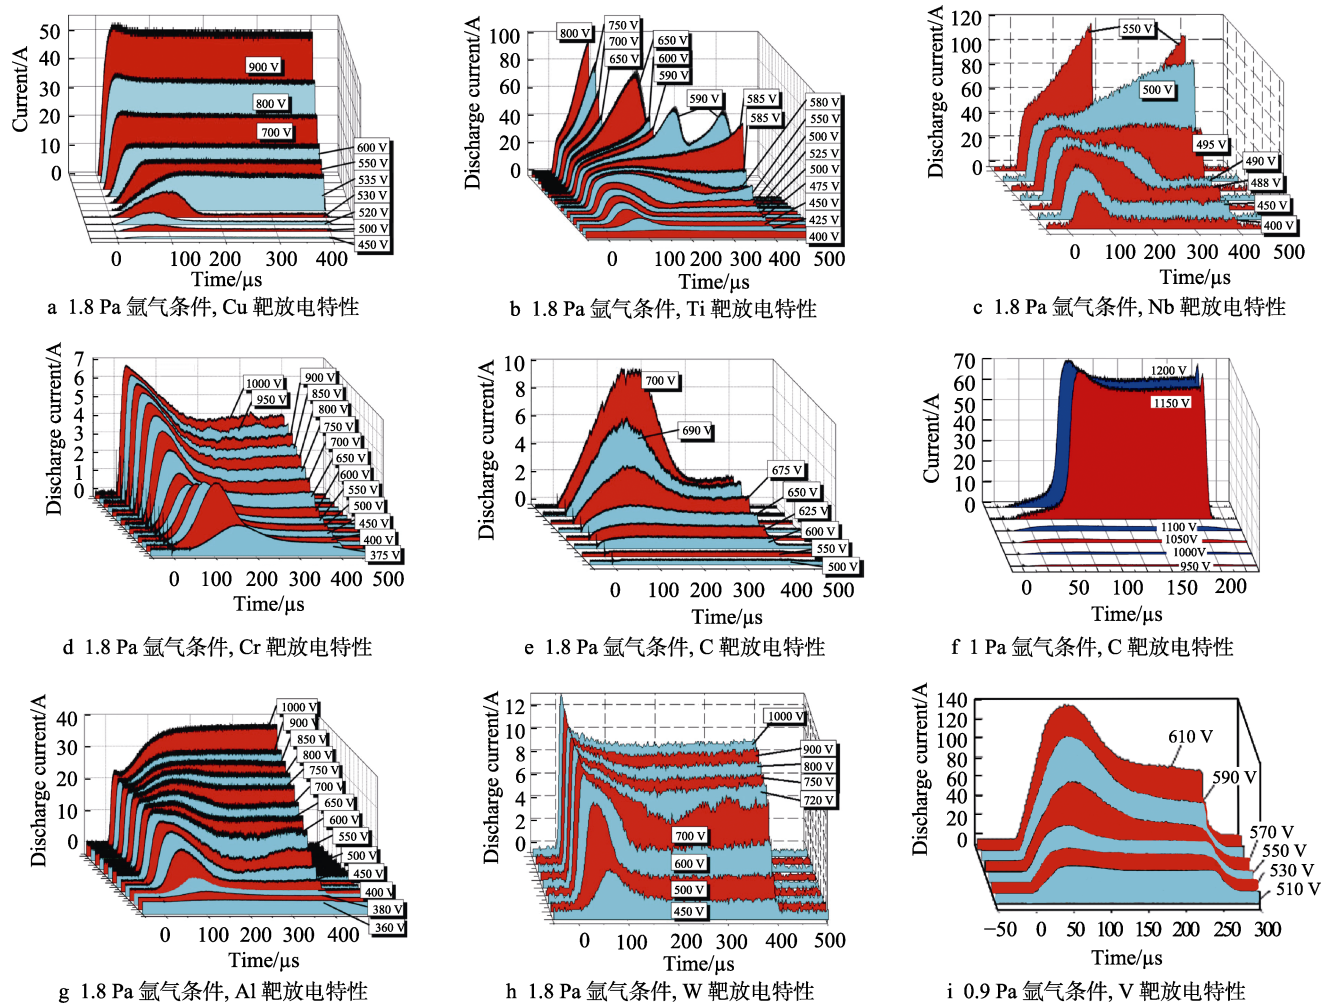 Current/A
50
40
30
20
10
0
900 V
800 V
700 V
600 V
550 V
535 V
530 V
520 V
500 V
450 V
0 100 200 300 400
Time/μs
a 1.8 Pa 氩气条件, Cu 靶放电特性
Discharge current/A
100
80
60
40
20
0
800 V
750 V
700 V
650 V
650 V
600 V
590 V
590 V
585 V
585 V
580 V
550 V
500 V
525 V
500 V
475 V
450 V
425 V
400 V
0 100 200 300 400 500
Time/μs
b 1.8 Pa 氩气条件, Ti 靶放电特性
Discharge current/A
120
100
80
60
40
20
0
550 V
500 V
495 V
490 V
488 V
450 V
400 V
0 100 200 300 400 500
Time/μs
c 1.8 Pa 氩气条件, Nb 靶放电特性
Discharge current/A
7
6
5
4
3
2
1
0
1000 V
950 V
900 V
850 V
800 V
750 V
700 V
650 V
600 V
550 V
500 V
450 V
400 V
375 V
0 100 200 300 400 500
Time/μs
d 1.8 Pa 氩气条件, Cr 靶放电特性
Discharge current/A
10
8
6
4
2
0
700 V
690 V
675 V
650 V
625 V
600 V
550 V
500 V
0 100 200 300 400 500
Time/μs
e 1.8 Pa 氩气条件, C 靶放电特性
Current/A
70
60
50
40
30
20
10
0
1200 V
1150 V
1100 V
1050V
1000V
950 V
0 50 100 150 200
Time/μs
f 1 Pa 氩气条件, C 靶放电特性
Discharge current/A
40
30
20
10
0
1000 V
900 V
850 V
800 V
750 V
700 V
650 V
600 V
550 V
500 V
450 V
400 V
380 V
360 V
0 100 200 300 400
Time/μs
g 1.8 Pa 氩气条件, Al 靶放电特性
Discharge current/A
12
10
8
6
4
2
0
1000 V
900 V
800 V
750 V
720 V
700 V
600 V
500 V
450 V
0 100 200 300 400 500
Time/μs
h 1.8 Pa 氩气条件, W 靶放电特性
Discharge current/A
140
120
100
80
60
40
20
0
610 V
590 V
570 V
550 V
530 V
510 V
−50 0 50 100 150 200 250 300
Time/μs
i 0.9 Pa 氩气条件, V 靶放电特性